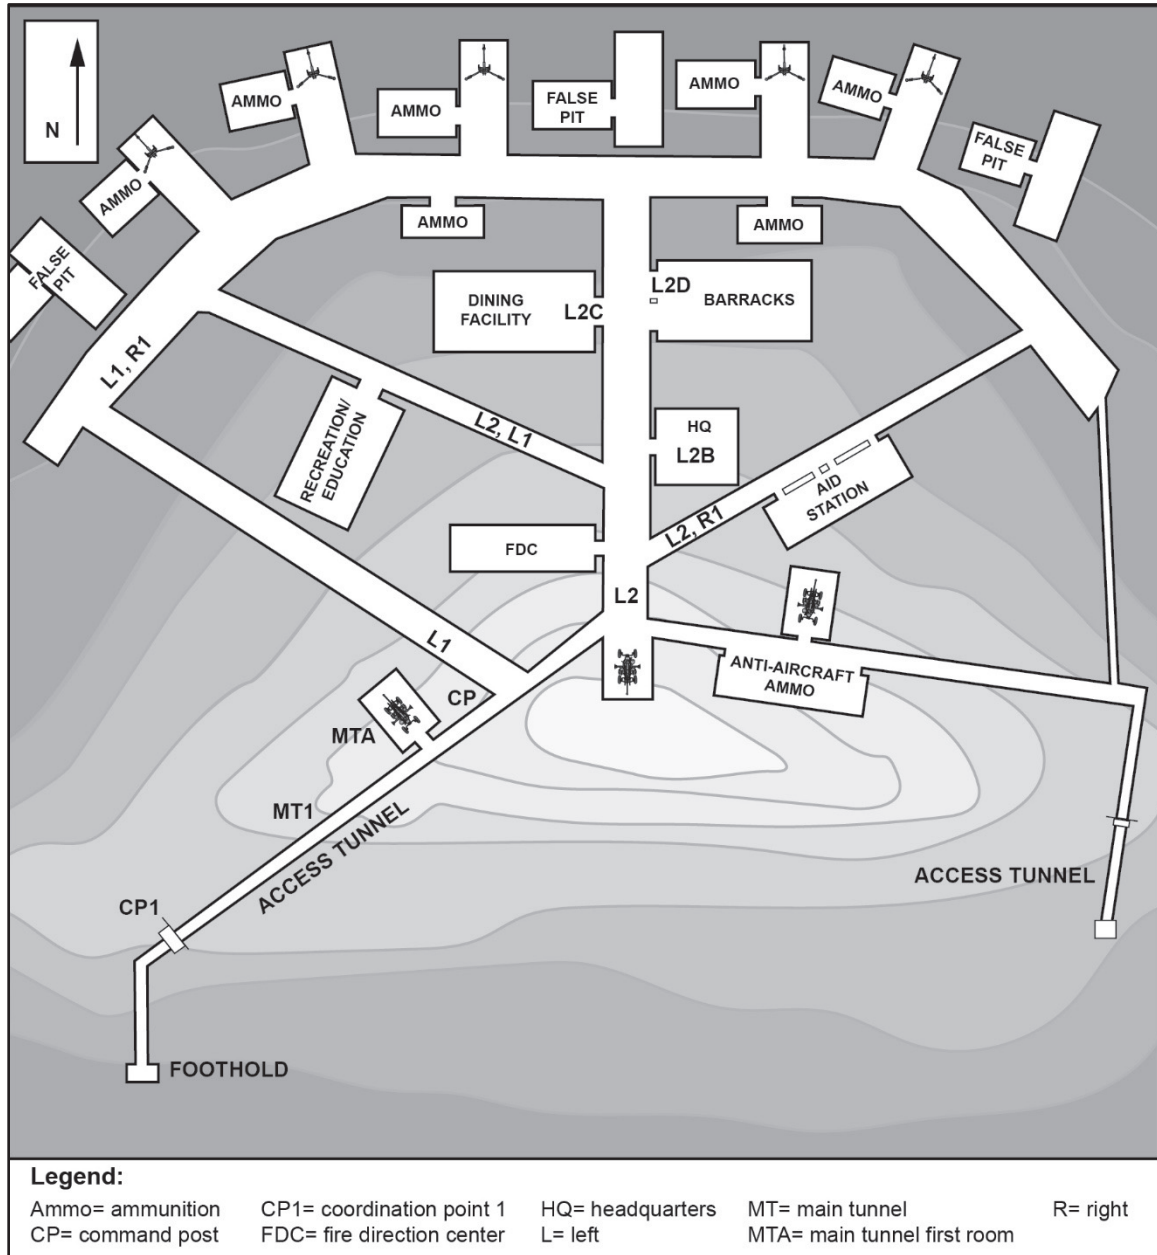 N
AMMO
AMMO
FALSE
PIT
AMMO
AMMO
FALSE
PIT
AMMO
FALSE
PIT
AMMO
AMMO
L1, R1
DINING
FACILITY
L2C
L2D
BARRACKS
RECREATION/
EDUCATION
L2, L1
HQ
L2B
AID
STATION
L2, R1
FDC
L2
L1
CP
ANTI-AIRCRAFT
AMMO
MTA
MT1
ACCESS TUNNEL
ACCESS TUNNEL
CP1
FOOTHOLD
Legend:
Ammo= ammunition CP1= coordination point 1 HQ= headquarters MT= main tunnel R= right
CP= command post FDC= fire direction center L= left MTA= main tunnel first room